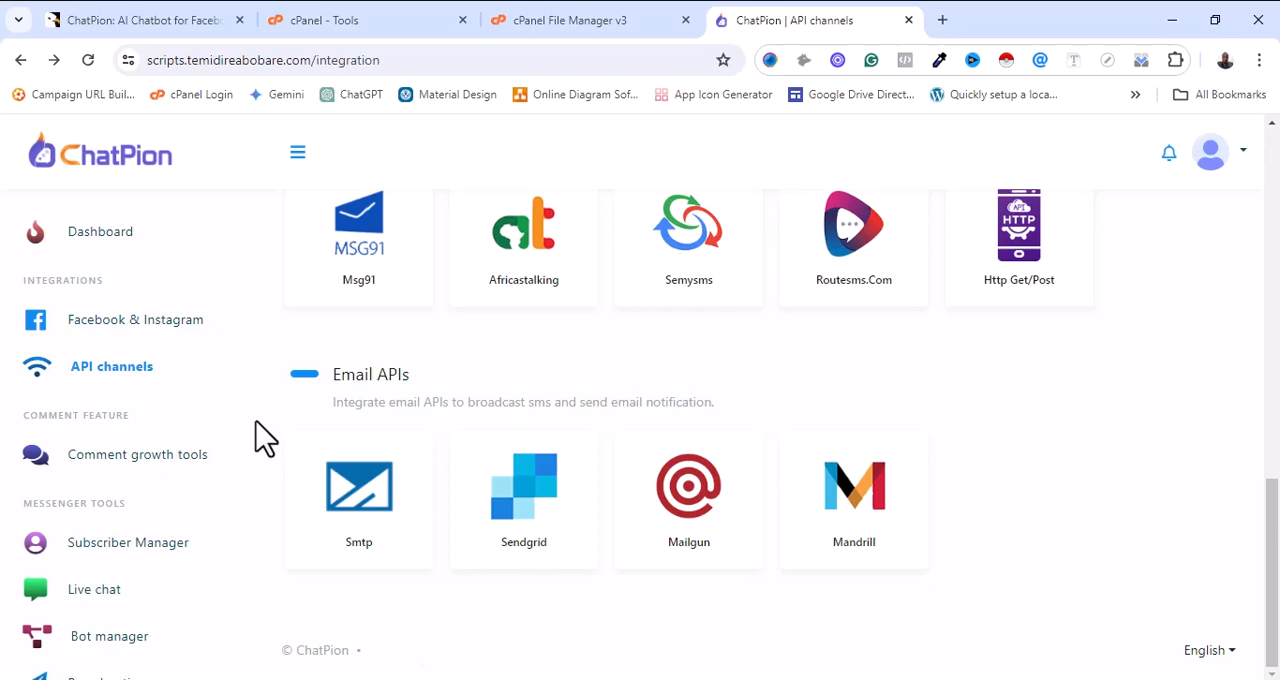 ChatPion: AI Chatbot for Facebo
cPanel - Tools
cPanel File Manager v3
ChatPion | API channels
scripts.temidireabobare.com/integration
Campaign URL Buil...
cPanel Login
Gemini
ChatGPT
Material Design
Online Diagram Sof...
App Icon Generator
Google Drive Direct...
Quickly setup a loca...
All Bookmarks
ChatPion
Dashboard
INTEGRATIONS
Facebook & Instagram
API channels
COMMENT FEATURE
Comment growth tools
MESSENGER TOOLS
Subscriber Manager
Live chat
Bot manager
MSG91
Msg91
at
Africastalking
Semysms
Routesms.Com
API
HTTP
Http Get/Post
Email APIs
Integrate email APIs to broadcast sms and send email notification.
Smtp
Sendgrid
Mailgun
Mandrill
© ChatPion •
English